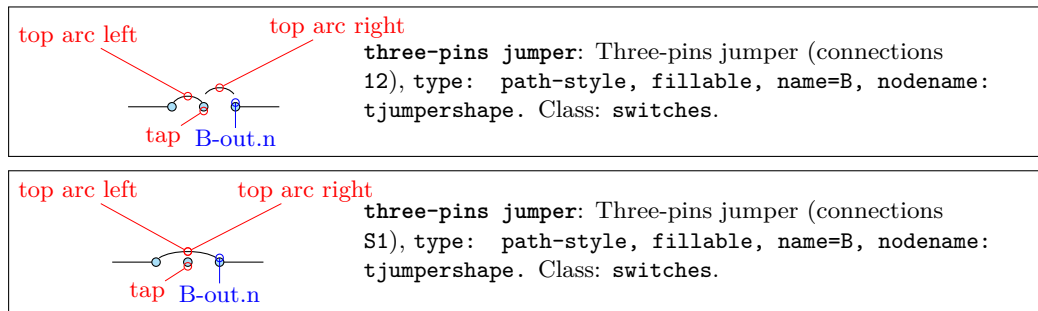 top arc left
top arc right
tap
B-out.n
three-pins jumper: Three-pins jumper (connections
12), type: path-style, fillable, name=B, nodename:
tjumpershape. Class: switches.
top arc left
top arc right
tap
B-out.n
three-pins jumper: Three-pins jumper (connections
S1), type: path-style, fillable, name=B, nodename:
tjumpershape. Class: switches.